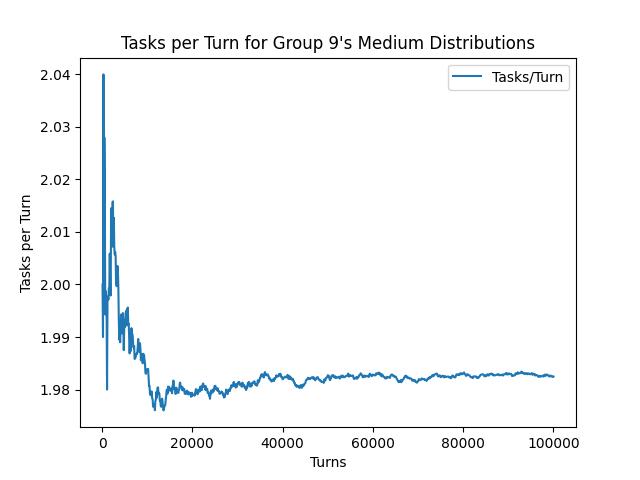 Tasks per Turn for Group 9's Medium Distributions
Tasks/Turn
2.04
2.03
2.02
2.01
2.00
1.99
1.98
Tasks per Turn
0 20000 40000 60000 80000 100000
Turns